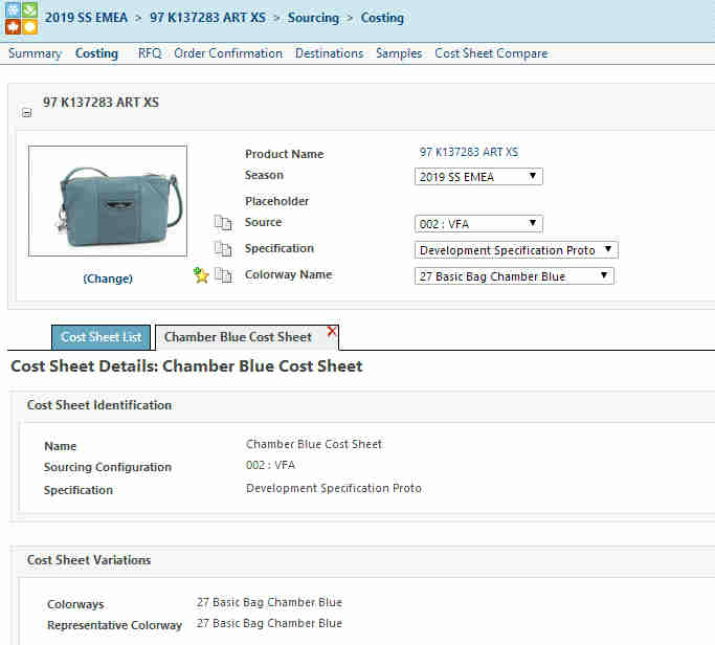 2019 SS EMEA > 97 K137283 ART XS > Sourcing > Costing
Summary Costing RFQ Order Confirmation Destinations Samples Cost Sheet Compare
97 K137283 ART XS
Product Name 97 K137283 ART XS
Season 2019 SS EMEA
Placeholder
Source 002 : VFA
Specification Development Specification Proto
(Change) Colorway Name 27 Basic Bag Chamber Blue
Cost Sheet List Chamber Blue Cost Sheet
Cost Sheet Details: Chamber Blue Cost Sheet
Cost Sheet Identification
Name Chamber Blue Cost Sheet
Sourcing Configuration 002 : VFA
Specification Development Specification Proto
Cost Sheet Variations
Colorways 27 Basic Bag Chamber Blue
Representative Colorway 27 Basic Bag Chamber Blue